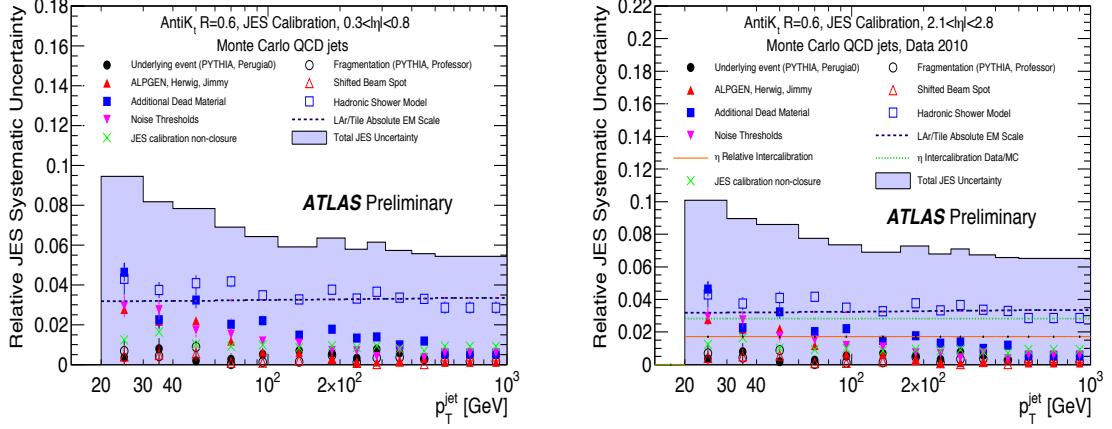 AntiK_t R=0.6, JES Calibration, 0.3<|η|<0.8
Monte Carlo QCD jets
Underlying event (PYTHIA, Perugia0)
Fragmentation (PYTHIA, Professor)
ALPGEN, Herwig, Jimmy
Shifted Beam Spot
Additional Dead Material
Hadronic Shower Model
Noise Thresholds
LAr/Tile Absolute EM Scale
JES calibration non-closure
Total JES Uncertainty
ATLAS Preliminary
Relative JES Systematic Uncertainty
0.18
0.16
0.14
0.12
0.1
0.08
0.06
0.04
0.02
0
20 30 40 10² 2×10² 10³
p_T^jet [GeV]
AntiK_t R=0.6, JES Calibration, 2.1<|η|<2.8
Monte Carlo QCD jets, Data 2010
Underlying event (PYTHIA, Perugia0)
Fragmentation (PYTHIA, Professor)
ALPGEN, Herwig, Jimmy
Shifted Beam Spot
Additional Dead Material
Hadronic Shower Model
Noise Thresholds
LAr/Tile Absolute EM Scale
η Relative Intercalibration
η Intercalibration Data/MC
JES calibration non-closure
Total JES Uncertainty
ATLAS Preliminary
Relative JES Systematic Uncertainty
0.22
0.2
0.18
0.16
0.14
0.12
0.1
0.08
0.06
0.04
0.02
0
20 30 40 10² 2×10² 10³
p_T^jet [GeV]